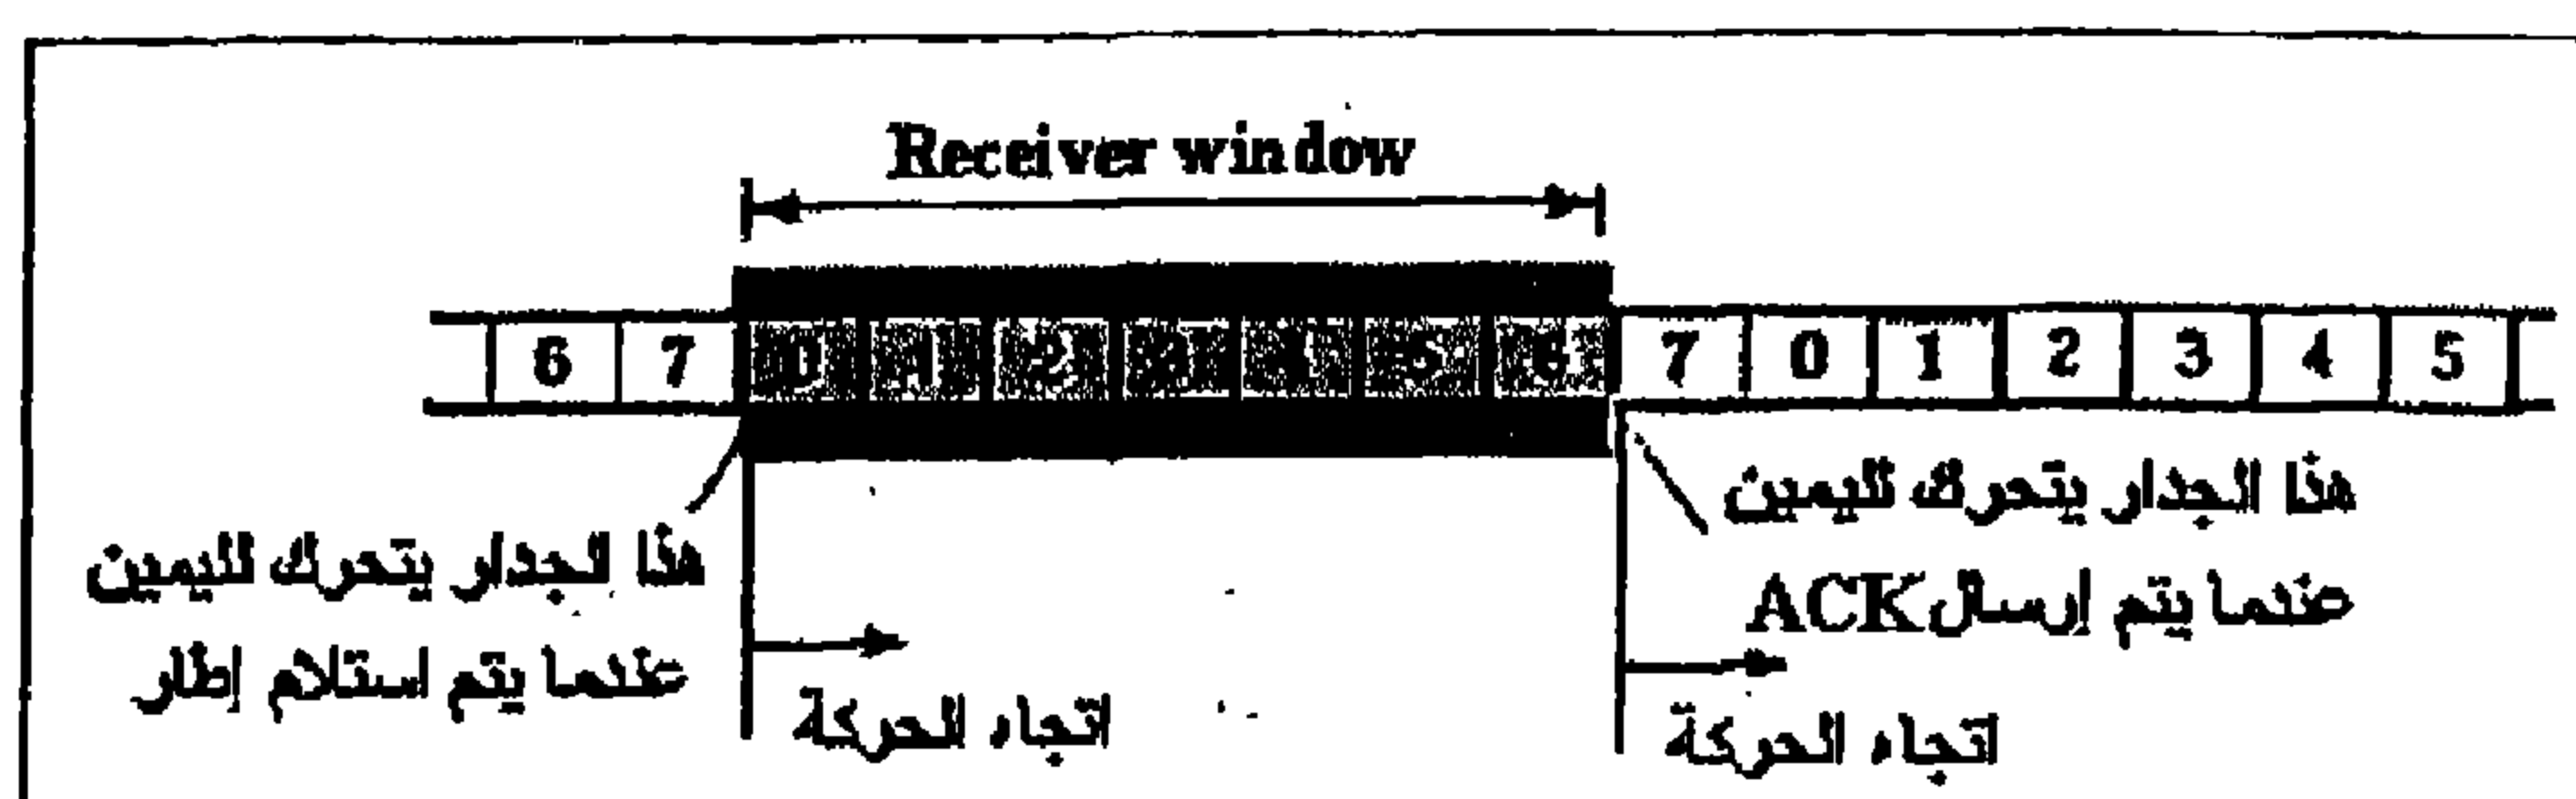 Receiver window
6 7 0 1 2 3 4 5 6 7 0 1 2 3 4 5
هذا الجدار يتحرك لليمين
عندما يتم إرسال ACK
اتجاه الحركة
هذا الجدار يتحرك لليمين
عندما يتم استلام إطار
اتجاه الحركة